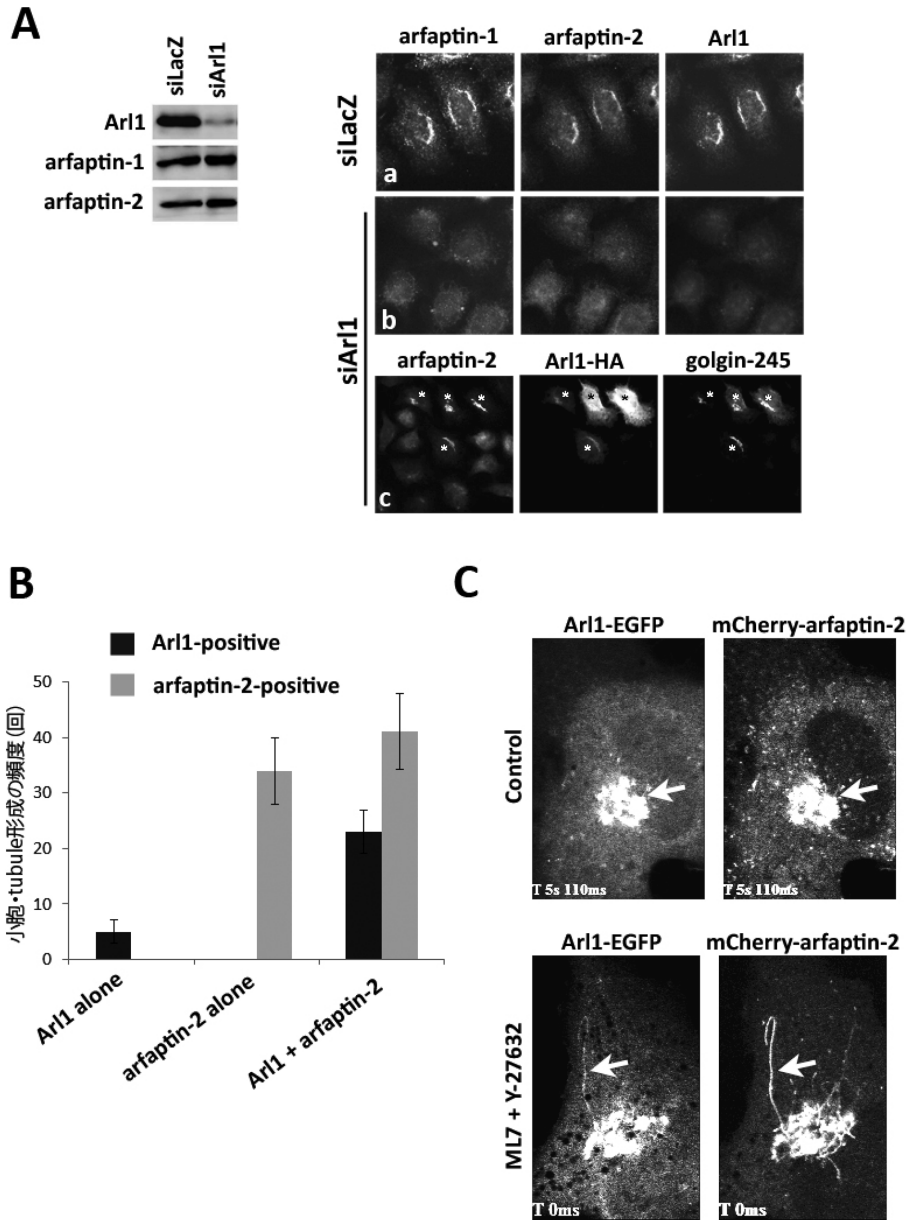 A
siLacZ
siArl1
Arl1
arfaptin-1
arfaptin-2
arfaptin-1
arfaptin-2
Arl1
siLacZ
a
siArl1
b
arfaptin-2
Arl1-HA
golgin-245
* * *
*
* * *
*
* * *
*
c
B
Arl1-positive
arfaptin-2-positive
小胞・tubule形成の頻度(回)
50
40
30
20
10
0
Arl1 alone
arfaptin-2 alone
Arl1 + arfaptin-2
C
Arl1-EGFP
mCherry-arfaptin-2
Control
T 5s 110ms
T 5s 110ms
Arl1-EGFP
mCherry-arfaptin-2
ML7 + Y-27632
T 0ms
T 0ms